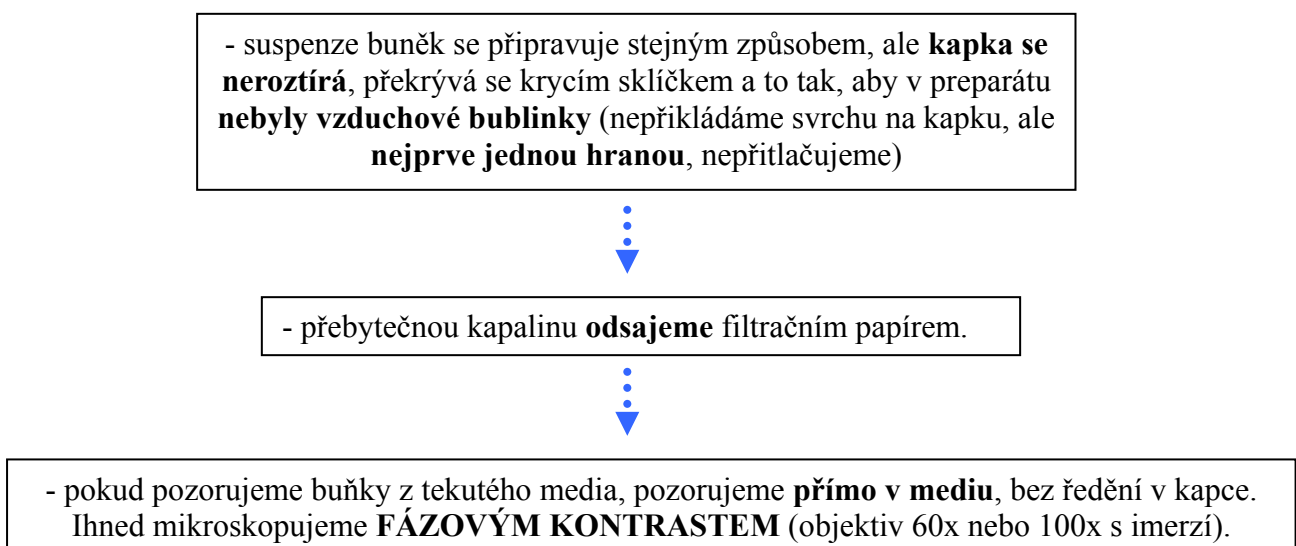 - suspenze buněk se připravuje stejným způsobem, ale kapka se
neroztírá, překrývá se krycím sklíčkem a to tak, aby v preparátu
nebyly vzduchové bublinky (nepřikládáme svrchu na kapku, ale
nejprve jednou hranou, nepřitlačujeme)
- přebytečnou kapalinu odsajeme filtračním papírem.
- pokud pozorujeme buňky z tekutého media, pozorujeme přímo v mediu, bez ředění v kapce.
Ihned mikroskopujeme FÁZOVÝM KONTRASTEM (objektiv 60x nebo 100x s imerzí).